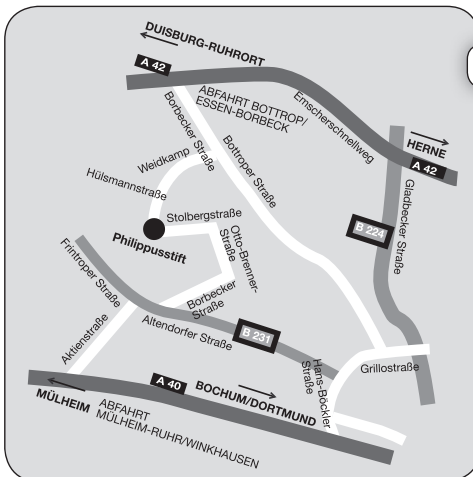 DUISBURG-RUHRORT
A 42
ABFAHRT BOTTROP/
ESSEN-BORBECK
Emscherschnellweg
HERNE
A 42
Borbecker Straße
Bottroper Straße
Weidkamp
Hülsmannstraße
Gladbecker Straße
B 224
Stolbergstraße
Philippusstift
Otto-Brenner-
Straße
Frintroper Straße
Borbecker
Straße
Aktienstraße
Altendorfer Straße
B 231
Hans-Böckler
Straße
Grillostraße
A 40
BOCHUM/DORTMUND
MÜLHEIM
ABFAHRT
MÜLHEIM-RUHR/WINKHAUSEN